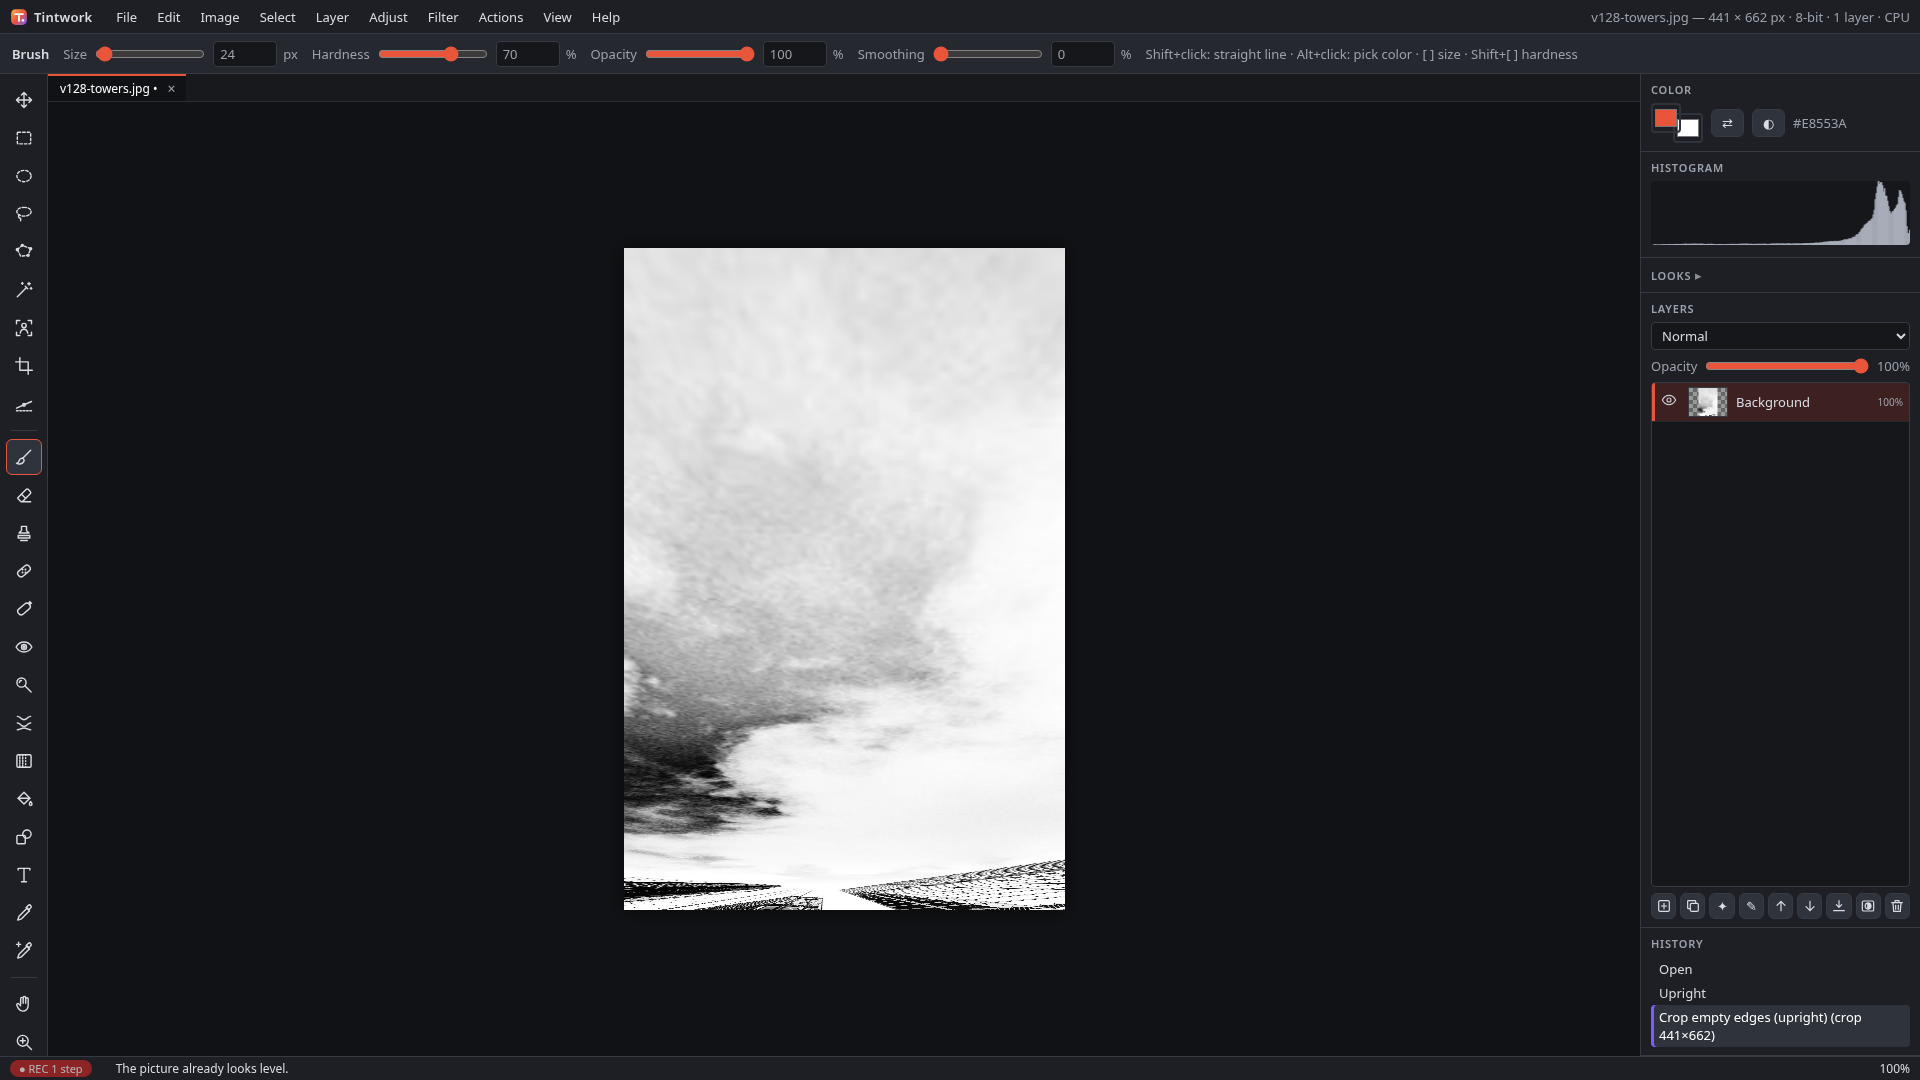 Tintwork File Edit Image Select Layer Adjust Filter Actions View Help v128-towers.jpg — 441 × 662 px · 8-bit · 1 layer · CPU
Brush Size 24 px Hardness 70 % Opacity 100 % Smoothing 0 % Shift+click: straight line · Alt+click: pick color · [ ] size · Shift+[ ] hardness
v128-towers.jpg • ×
COLOR
#E8553A
HISTOGRAM
LOOKS ▸
LAYERS
Normal
Opacity 100%
Background 100%
HISTORY
Open
Upright
Crop empty edges (upright) (crop
441×662)
● REC 1 step The picture already looks level. 100%